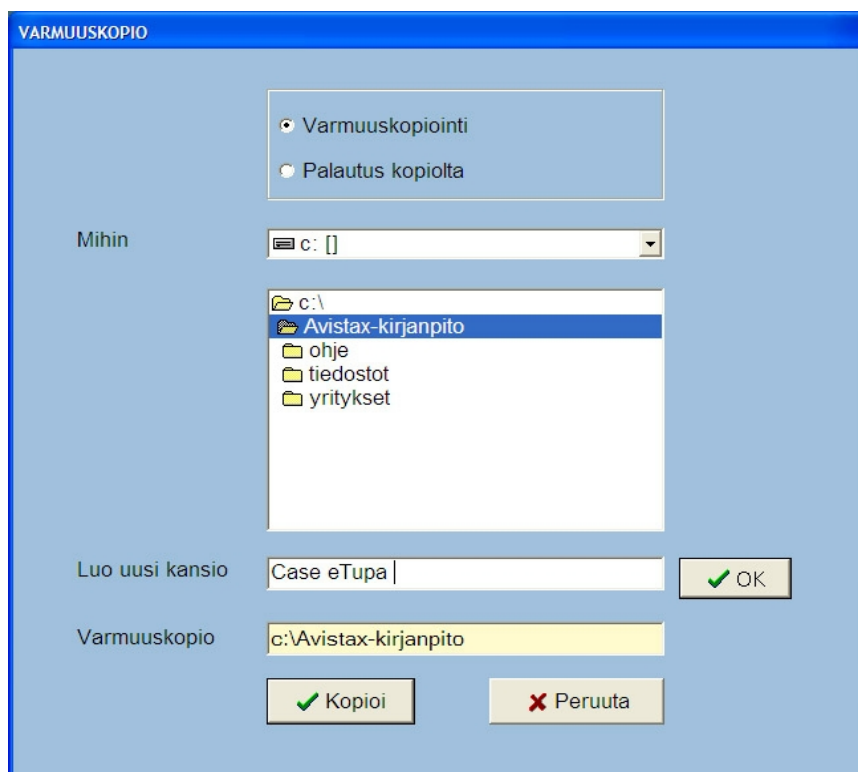 VARMUUSKOPIO
Varmuuskopiointi
Palautus kopiolta
Mihin
c: []
c:\
Avistax-kirjanpito
ohje
tiedostot
yritykset
Luo uusi kansio
Case eTupa
OK
Varmuuskopio
c:\Avistax-kirjanpito
Kopioi
Peruuta